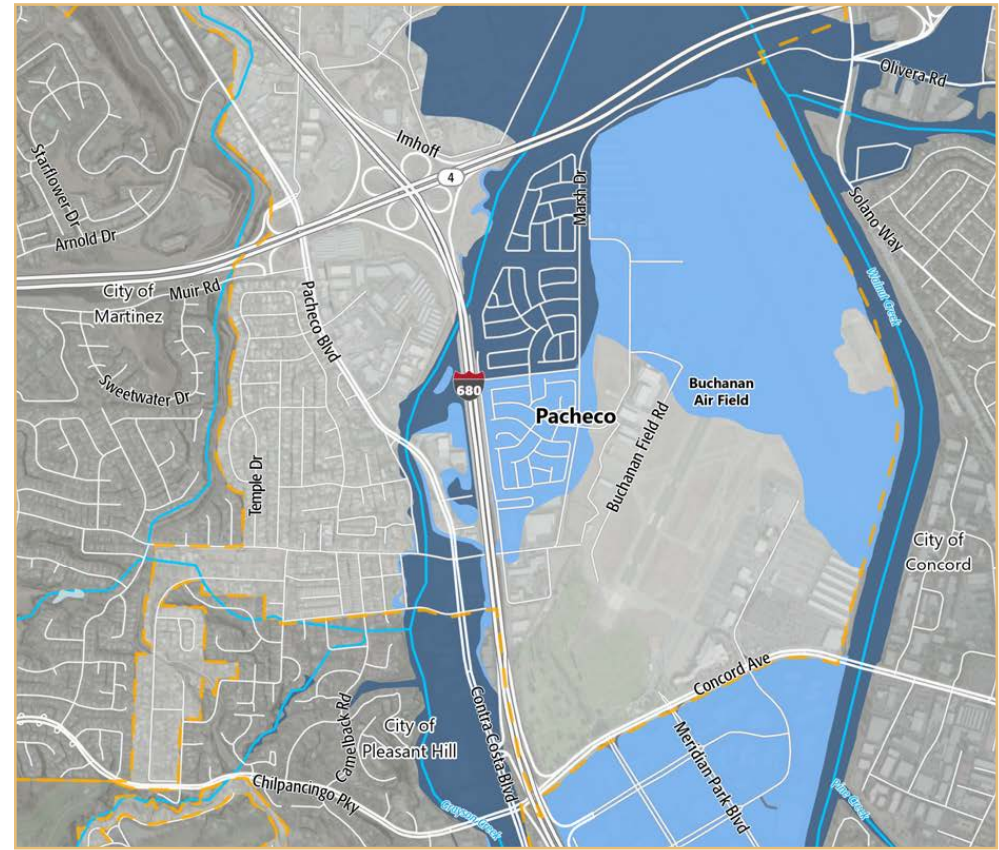 Olivera Rd
Imhoff
4
Starflower Dr
Marsh Dr
Solano Way
Arnold Dr
City of
Martinez
Muir Rd
Pacheco Blvd
Walnut Creek
680
Buchanan
Air Field
Sweetwater Dr
Pacheco
Buchanan Field Rd
Temple Dr
City of
Concord
Concord Ave
Camelback Rd
City of
Pleasant Hill
Contra Costa Blvd
Meridian Park Blvd
Chilpancingo Pky
Grayson Creek
Pine Creek